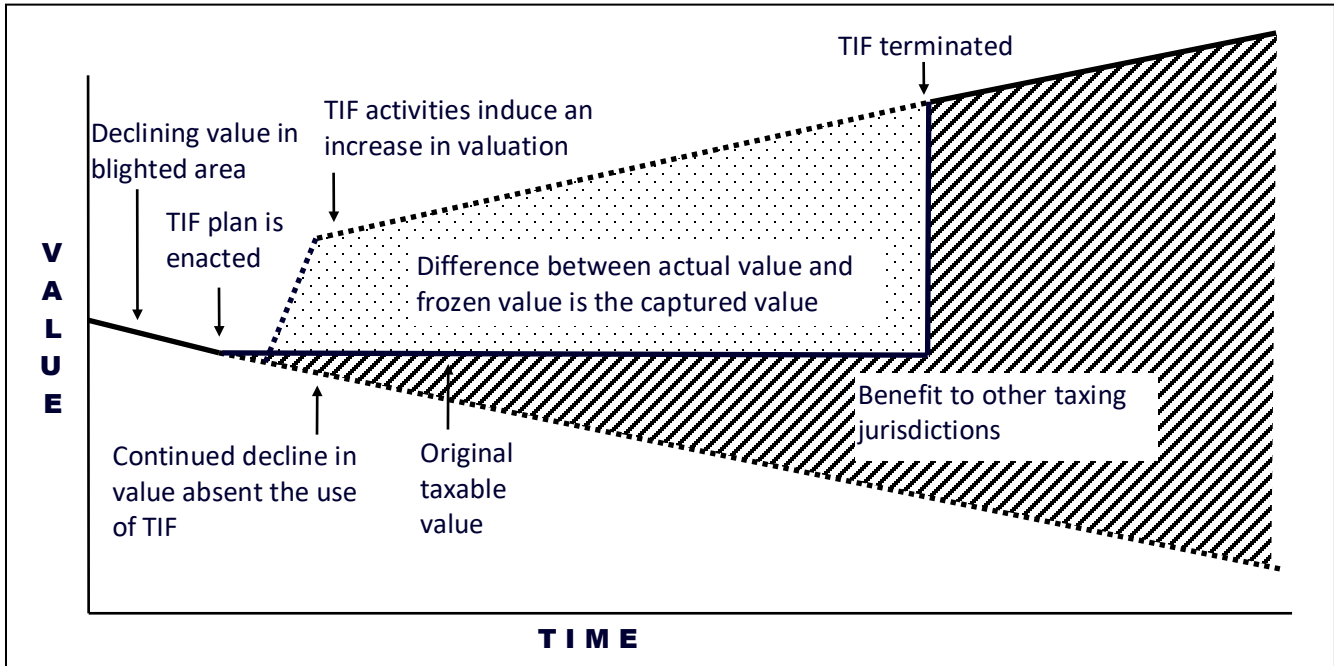 TIF terminated
TIF activities induce an
increase in valuation
Declining value in
blighted area
TIF plan is
enacted
VALUE
Difference between actual value and
frozen value is the captured value
Benefit to other taxing
jurisdictions
Continued decline in
value absent the use
of TIF
Original
taxable
value
TIME